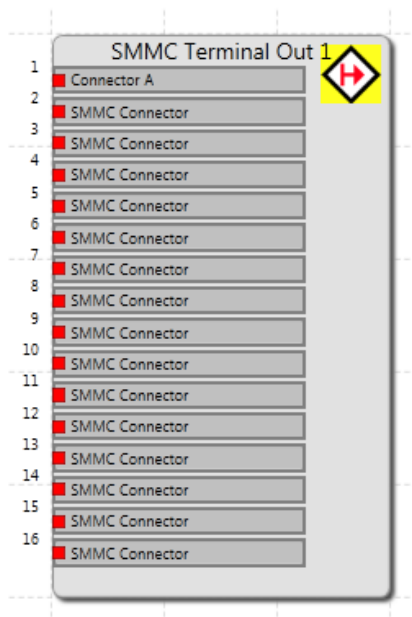 SMMC Terminal Out 1
1 Connector A
2 SMMC Connector
3 SMMC Connector
4 SMMC Connector
5 SMMC Connector
6 SMMC Connector
7 SMMC Connector
8 SMMC Connector
9 SMMC Connector
10 SMMC Connector
11 SMMC Connector
12 SMMC Connector
13 SMMC Connector
14 SMMC Connector
15 SMMC Connector
16 SMMC Connector